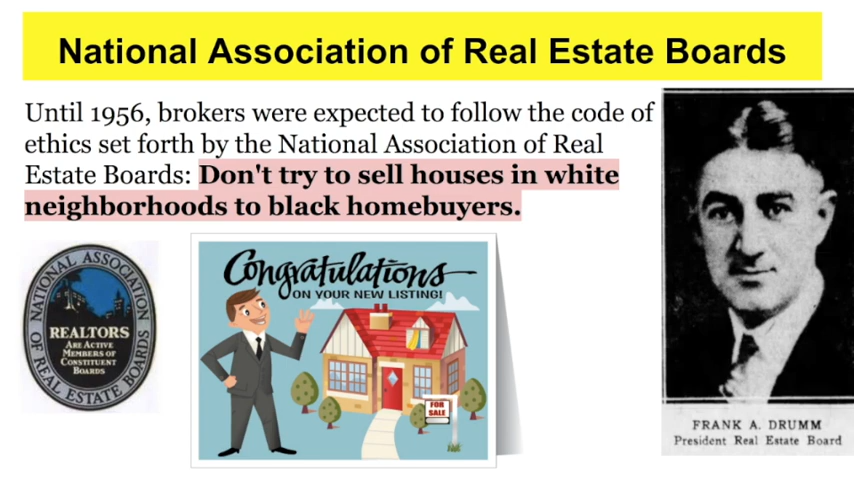 National Association of Real Estate Boards
Until 1956, brokers were expected to follow the code of
ethics set forth by the National Association of Real
Estate Boards: Don't try to sell houses in white
neighborhoods to black homebuyers.
NATIONAL ASSOCIATION
OF REAL ESTATE BOARDS
REALTORS
ARE ACTIVE
MEMBERS OF
CONSTITUENT
BOARDS
Congratulations
ON YOUR NEW LISTING!
FOR
SALE
FRANK A. DRUMM
President Real Estate Board